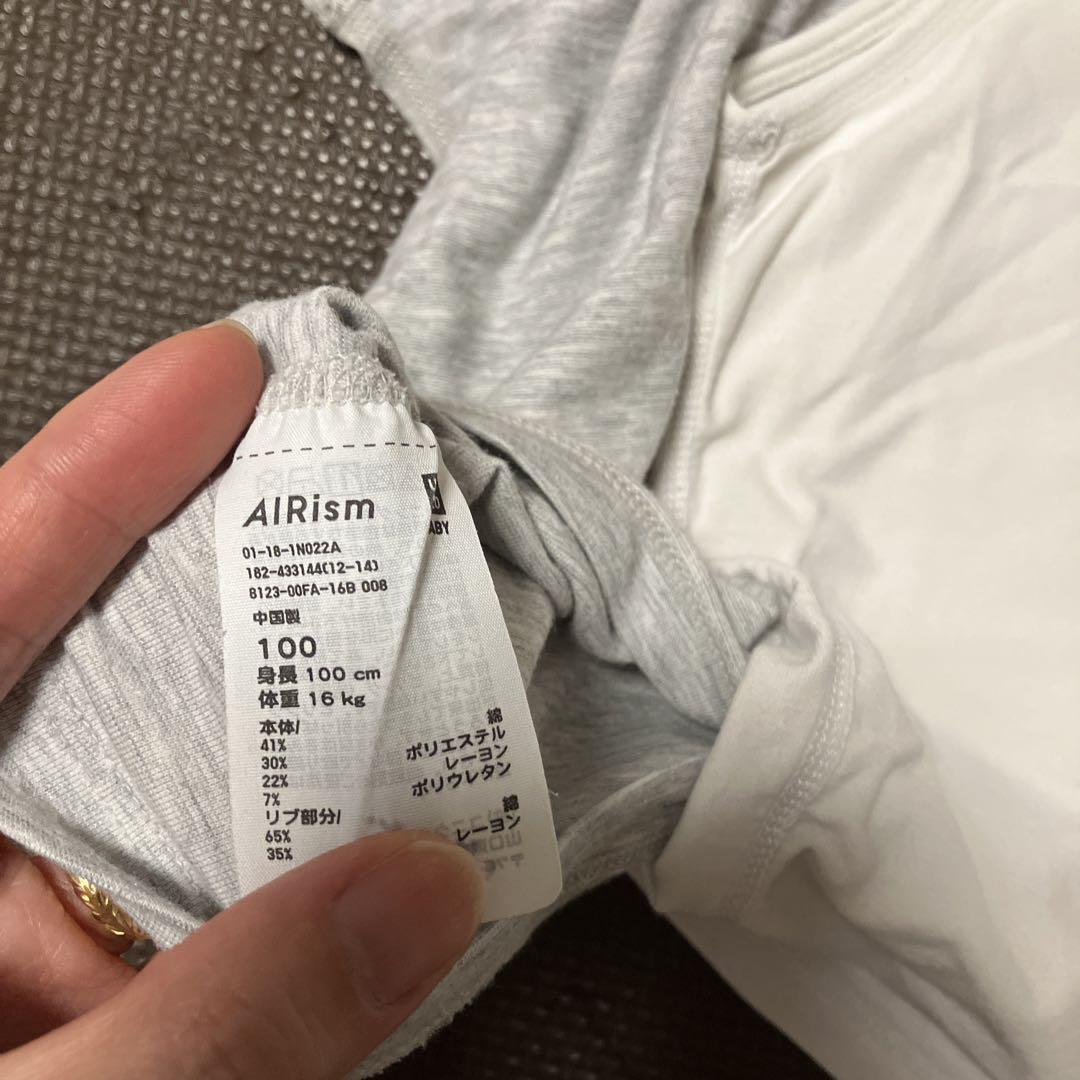 AIRism
ABY
01-18-1N022A
182-433144(12-14)
8123-00FA-16B 008
中国製
100
身長 100 cm
体重 16 kg
本体/
41% 綿
30% ポリエステル
22% レーヨン
7% ポリウレタン
リブ部分/
65% 綿
35% レーヨン